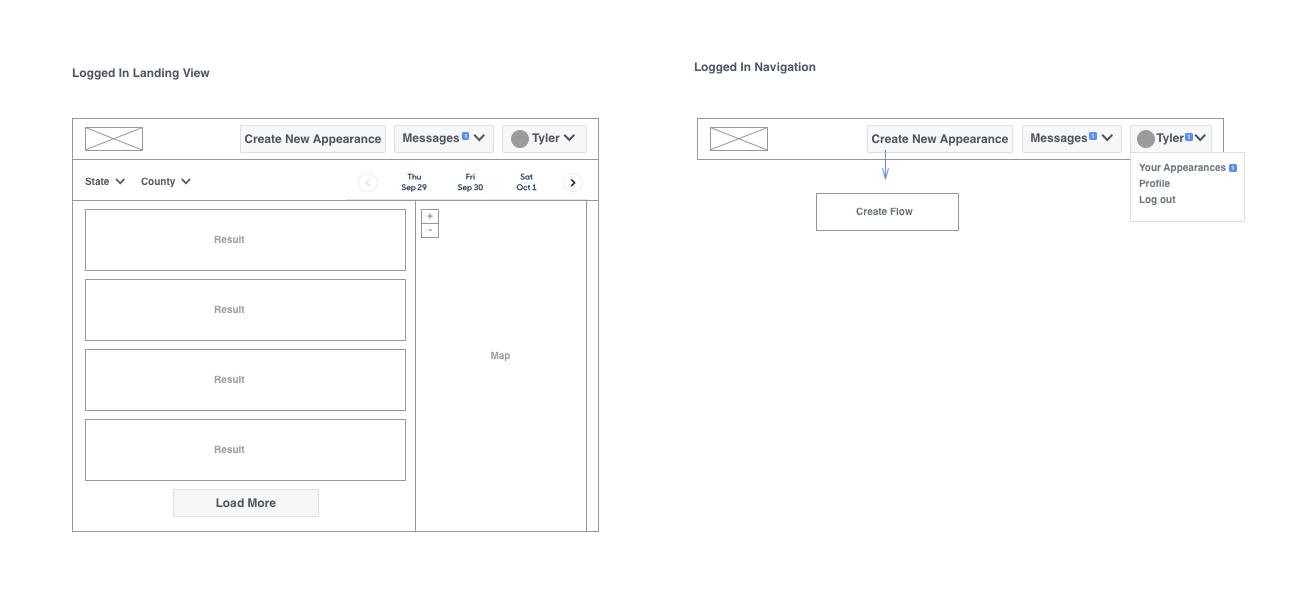 Logged In Landing View
Create New Appearance Messages 1 Tyler
State County Thu Sep 29 Fri Sep 30 Sat Oct 1
Result
+
-
Result
Map
Result
Result
Load More
Logged In Navigation
Create New Appearance Messages 1 Tyler 1
Your Appearances 1
Profile
Log out
Create Flow